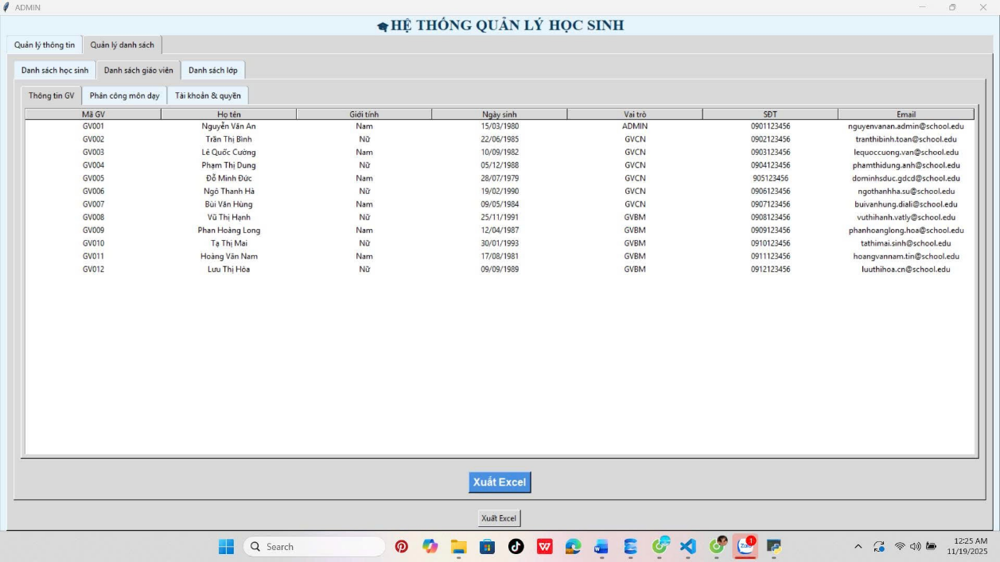 ADMIN
HỆ THỐNG QUẢN LÝ HỌC SINH
Quản lý thông tin Quản lý danh sách
Danh sách học sinh Danh sách giáo viên Danh sách lớp
Thông tin GV Phân công môn dạy Tài khoản & quyền
Mã GV Họ tên Giới tính Ngày sinh Vai trò SĐT Email
GV001 Nguyễn Văn An Nam 15/03/1980 ADMIN 0901123456 nguyenvanan.admin@school.edu
GV002 Trần Thị Bình Nữ 22/06/1985 GVCN 0902123456 tranthibinh.toan@school.edu
GV003 Lê Quốc Cường Nam 10/09/1982 GVCN 0903123456 lequoccuong.van@school.edu
GV004 Phạm Thị Dung Nữ 05/12/1988 GVCN 0904123456 phamthidung.anh@school.edu
GV005 Đỗ Minh Đức Nam 28/07/1979 GVCN 905123456 dominhsduc.gdcd@school.edu
GV006 Ngô Thanh Hà Nữ 19/02/1990 GVCN 0906123456 ngothanhha.su@school.edu
GV007 Bùi Văn Hùng Nam 09/05/1984 GVCN 0907123456 buivanhung.diali@school.edu
GV008 Vũ Thị Hạnh Nữ 25/11/1991 GVBM 0908123456 vuthihanh.vatly@school.edu
GV009 Phan Hoàng Long Nam 12/04/1987 GVBM 0909123456 phanhoanglong.hoa@school.edu
GV010 Tạ Thị Mai Nữ 30/01/1993 GVBM 0910123456 tathimai.sinh@school.edu
GV011 Hoàng Văn Nam Nam 17/08/1981 GVBM 0911123456 hoangvannam.tin@school.edu
GV012 Lưu Thị Hòa Nữ 09/09/1989 GVBM 0912123456 luuthihoa.cn@school.edu
Xuất Excel
Xuất Excel
Search
Zalo 1
12:25 AM
11/19/2025